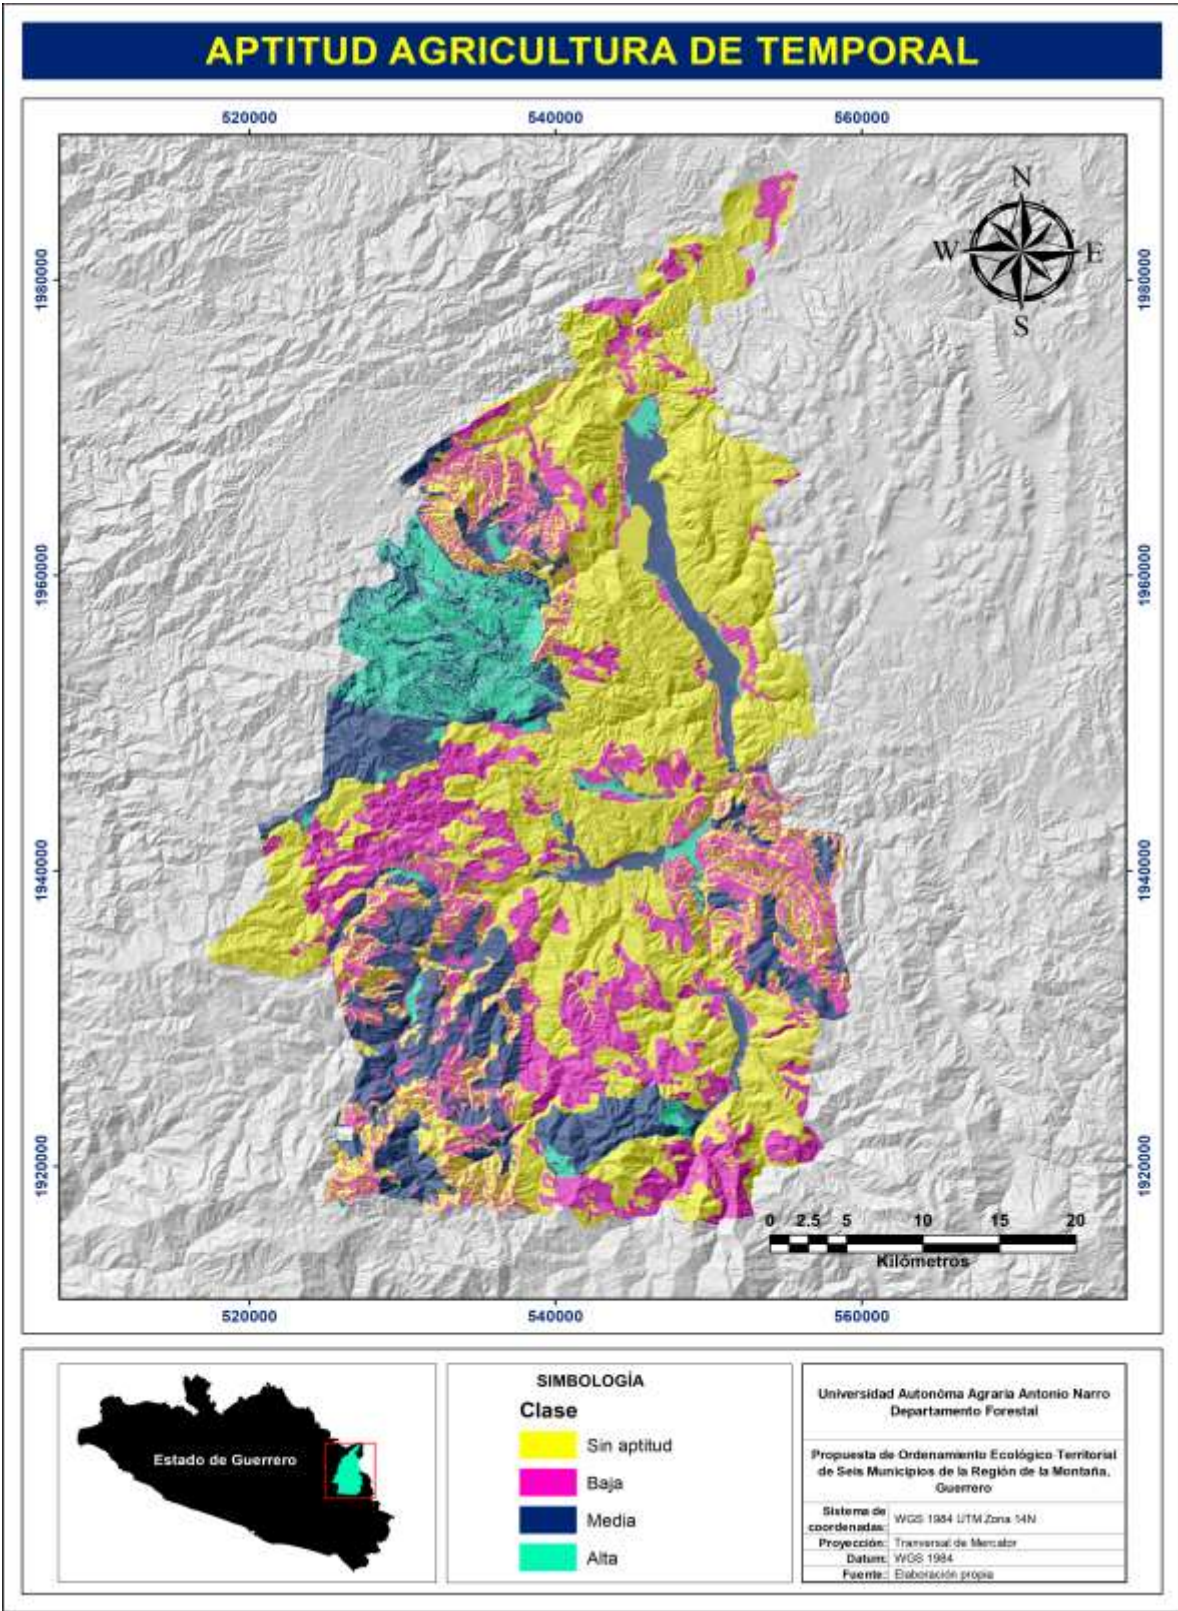 APTITUD AGRICULTURA DE TEMPORAL
520000
540000
560000
N
W
E
S
1980000
1980000
1960000
1960000
1940000
1940000
1920000
1920000
0 2.5 5 10 15 20
Kilómetros
520000
540000
560000
Estado de Guerrero
SIMBOLOGÍA
Clase
Sin aptitud
Baja
Media
Alta
Universidad Autonóma Agraria Antonio Narro
Departamento Forestal
Propuesta de Ordenamiento Ecológico Territorial
de Seis Municipios de la Región de la Montaña,
Guerrero
Sistema de
coordenadas: WGS 1984 UTM Zona 14N
Proyección: Tranversal de Mercator
Datum: WGS 1984
Fuente: Elaboración propia